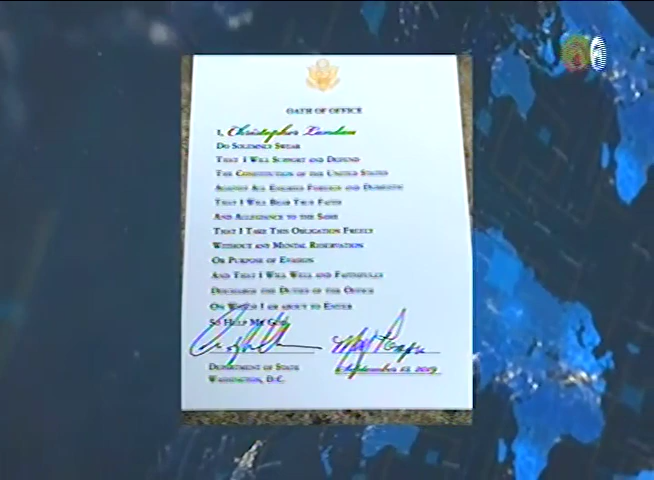 6
OATH OF OFFICE
I, Christopher Landau
DO SOLEMNLY SWEAR
THAT I WILL SUPPORT AND DEFEND
THE CONSTITUTION OF THE UNITED STATES
AGAINST ALL ENEMIES FOREIGN AND DOMESTIC
THAT I WILL BEAR TRUE FAITH
AND ALLEGIANCE TO THE SAME
THAT I TAKE THIS OBLIGATION FREELY
WITHOUT ANY MENTAL RESERVATION
OR PURPOSE OF EVASION
AND THAT I WILL WELL AND FAITHFULLY
DISCHARGE THE DUTIES OF THE OFFICE
ON WHICH I AM ABOUT TO ENTER
SO HELP ME GOD
DEPARTMENT OF STATE
WASHINGTON, D.C.
September 13, 2019